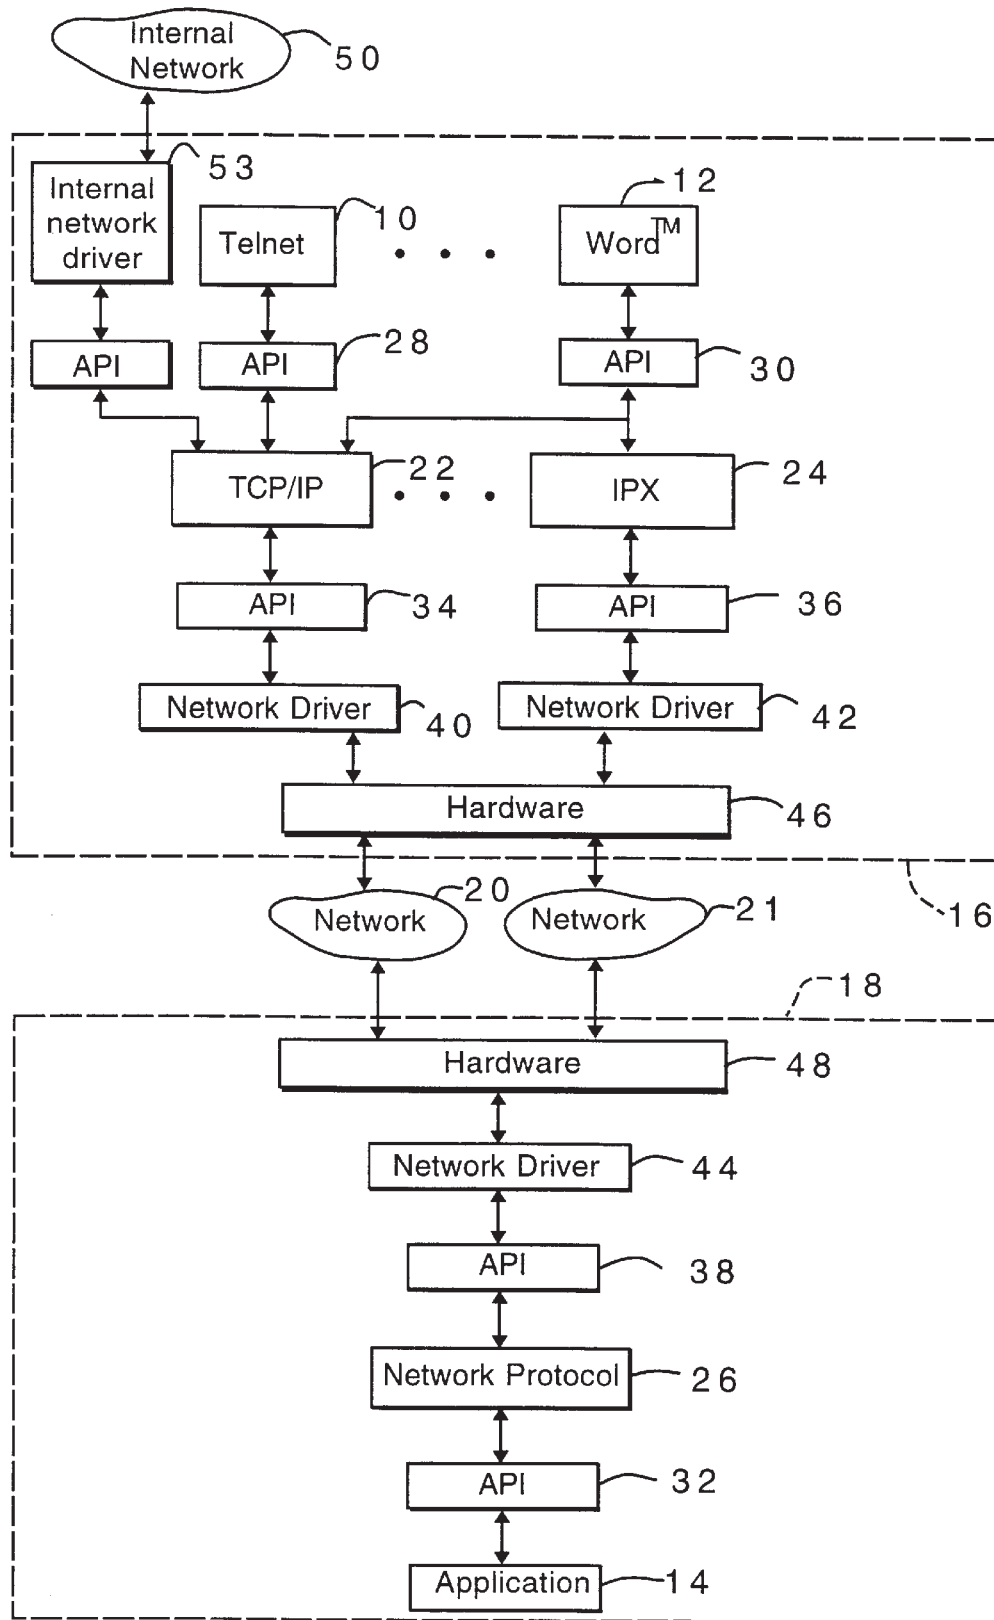 Internal
Network
50
53
Internal
network
driver
Telnet
10
Word™
12
API
API
28
API
30
TCP/IP
22
IPX
24
API
34
API
36
Network Driver
40
Network Driver
42
Hardware
46
16
Network
20
Network
21
18
Hardware
48
Network Driver
44
API
38
Network Protocol
26
API
32
Application
14